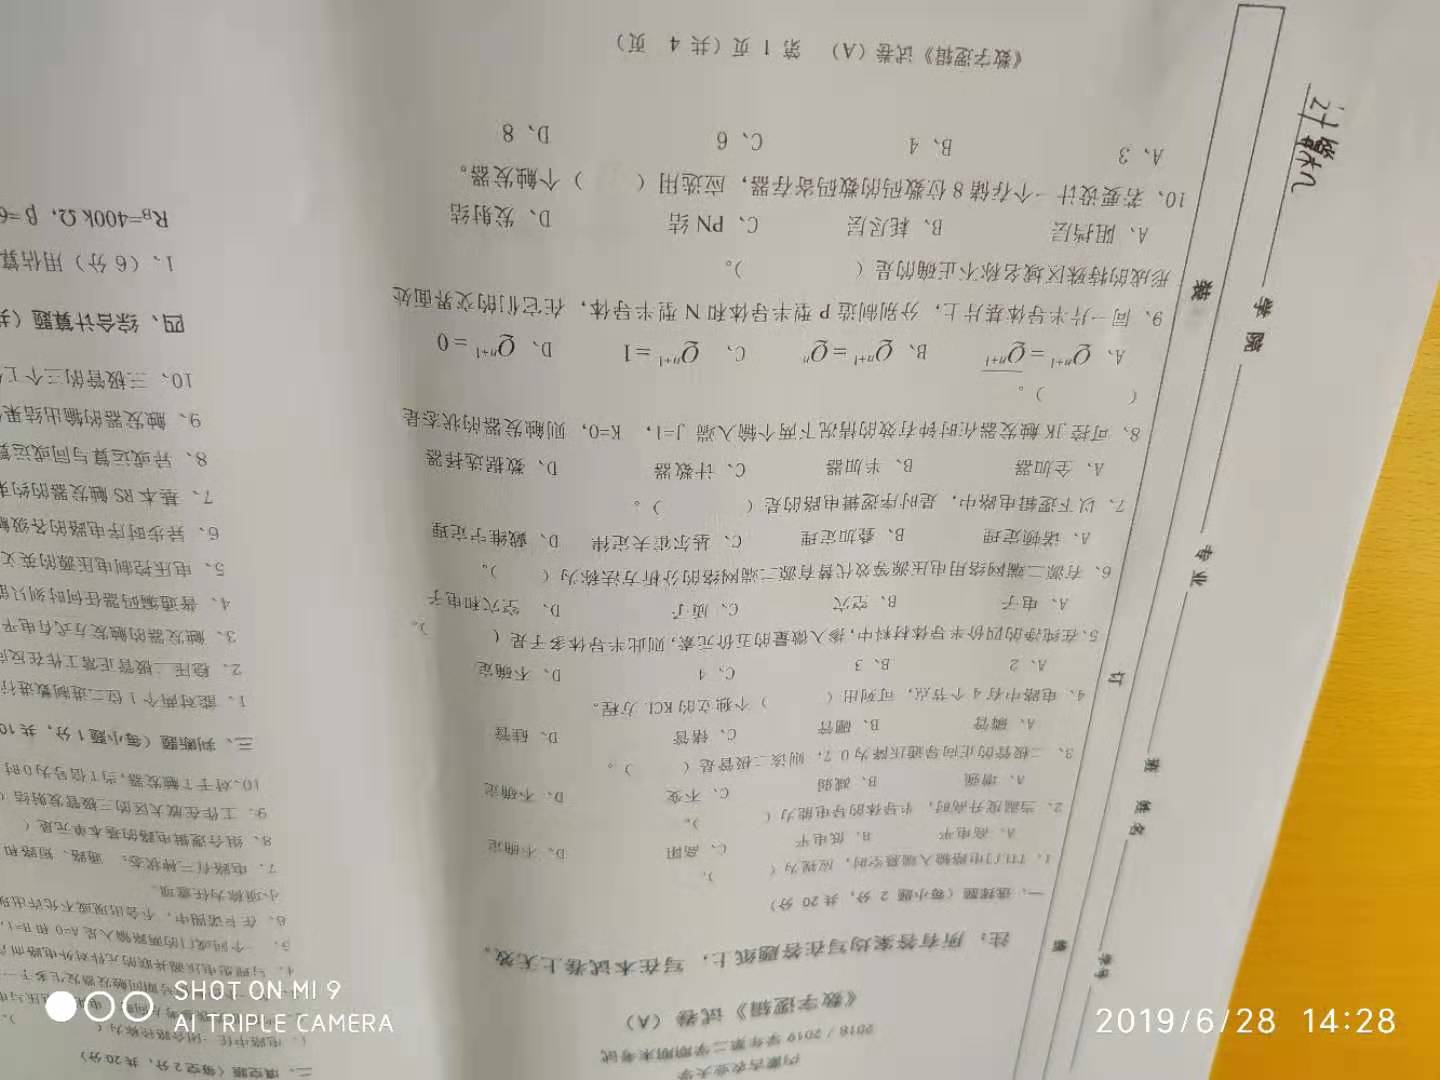 2019/6/28 14:28
SHOT ON MI 9
AI TRIPLE CAMERA
内蒙古农业大学
2018 / 2019 学年第二学期期末考试
《数字逻辑》试卷（A）
注：所有答案均写在答题纸上，写在本试卷上无效。
一、选择题（每小题 2 分，共 20 分）
1、TTL门电路输入端悬空时，应视为（ ）。
A、高电平 B、低电平 C、高阻 D、不确定
2、当温度升高时，半导体的导电能为（ ）。
A、增强 B、减弱 C、不变 D、不确定
3、二极管的正向导通压降为 0.7，则该二极管是（ ）。
A、磷管 B、硼管 C、锗管 D、硅管
4、电路中有 4 个节点，可列出（ ）个独立的 KCL 方程。
A、2 B、3 C、4 D、不确定
5、在纯净的四价半导体材料中，掺入微量的五价元素，则此半导体多子是（ ）。
A、电子 B、空穴 C、质子 D、空穴和电子
6、有源二端网络用电压源等效代替有源二端网络的分析方法称为（ ）。
A、诺顿定理 B、叠加定理 C、基尔霍夫定律 D、戴维宁定理
7、以下逻辑电路中，是时序逻辑电路的是（ ）。
A、全加器 B、半加器 C、计数器 D、数据选择器
8、可控 JK 触发器在时钟有效的情况下两个输入端 J=1， K=0，则触发器的状态是
（ ）。
A、Qⁿ⁺¹ = Q̅ⁿ⁺¹ B、Qⁿ⁺¹ = Qⁿ C、Qⁿ⁺¹ = 1 D、Qⁿ⁺¹ = 0
9、同一片半导体基片上，分别制造 P 型半导体和 N 型半导体，在它们的交界面处
形成的特殊区域名称不正确的是（ ）。
A、阻挡层 B、耗尽层 C、PN 结 D、发射结
10、若要设计一个存储 8 位数码的数码寄存器，应选用（ ）个触发器。
A、3 B、4 C、6 D、8
《数字逻辑》试卷（A） 第 1 页（共 4 页）
学号
姓名
班
专业
学院
计算机
线
订
装
二、填空题（每空 2 分，共 20 分）
1、电路中任一闭合路径称为（ ）。
号期间触发器发生多于一
4、与理想电压源并联的元件对外电路而
5、一个同或门的两路输入是 A=0 和 B=1，
6、在卡诺图中，不会出现或不允许出现
小项称为任意项。
7、电路有三种状态： 通路、短路和
8、组合逻辑电路的基本单元是（
9、工作在放大区的三极管发射结（
10、对于 T 触发器，当 T 信号为 0 时
三、判断题（每小题 1 分，共 10
1、能对两个 1 位二进制数进行
2、稳压二极管正常工作在反向
3、触发器的触发方式有电平
4、普通编码器任何时刻只能
5、电压控制电压源的英文
6、异步时序电路的各级触
7、基本 RS 触发器的约束
8、异或运算与同或运算
9、触发器的输出结果
10、三极管的三个工
四、综合计算题（共
1、（6 分）用估算
R_B=400k Ω，β=6